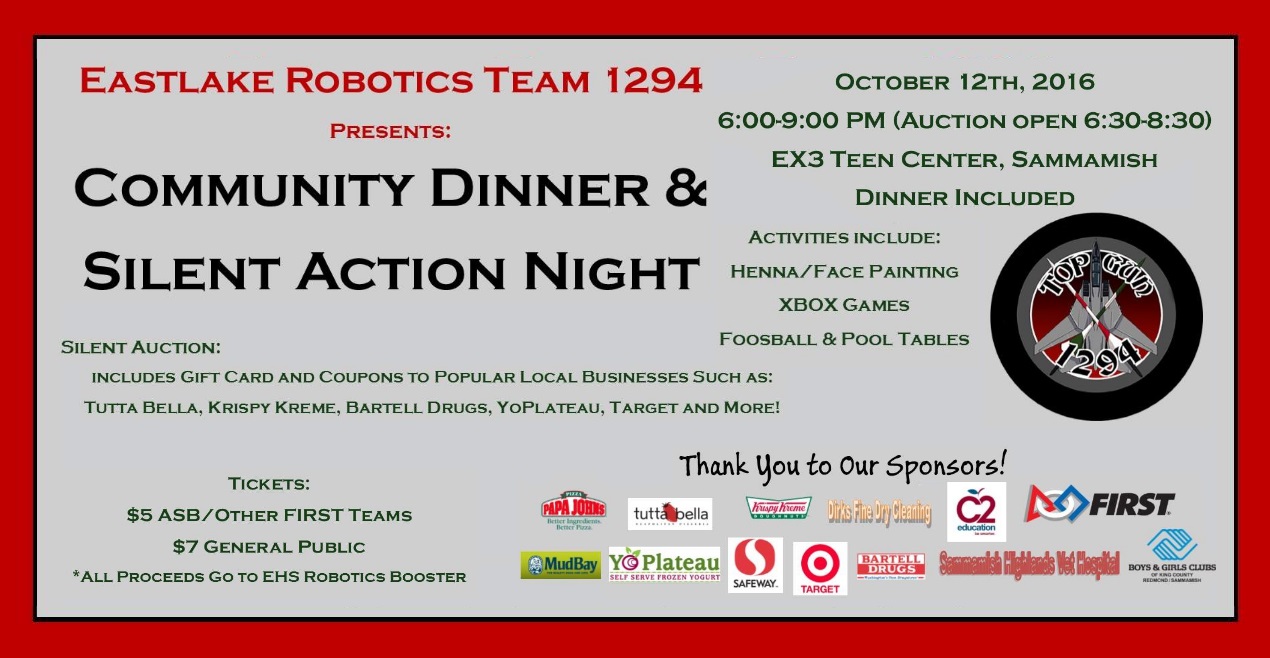 EASTLAKE ROBOTICS TEAM 1294
PRESENTS:
COMMUNITY DINNER &
SILENT ACTION NIGHT
OCTOBER 12TH, 2016
6:00-9:00 PM (AUCTION OPEN 6:30-8:30)
EX3 TEEN CENTER, SAMMAMISH
DINNER INCLUDED
ACTIVITIES INCLUDE:
HENNA/FACE PAINTING
XBOX GAMES
FOOSBALL & POOL TABLES
TOP GUN
1294
SILENT AUCTION:
INCLUDES GIFT CARD AND COUPONS TO POPULAR LOCAL BUSINESSES SUCH AS:
TUTTA BELLA, KRISPY KREME, BARTELL DRUGS, YOPLATEAU, TARGET AND MORE!
TICKETS:
$5 ASB/OTHER FIRST TEAMS
$7 GENERAL PUBLIC
*ALL PROCEEDS GO TO EHS ROBOTICS BOOSTER
Thank You to Our Sponsors!
PIZZA
PAPA JOHNS
Better Ingredients.
Better Pizza.
tutta bella
Krispy Kreme
DOUGHNUTS
Dirks Fine Dry Cleaning
C2
education
FIRST
MudBay
YoPlateau
SELF SERVE FROZEN YOGURT
SAFEWAY
TARGET
BARTELL
DRUGS
Sammamish Highlands Vet Hospital
BOYS & GIRLS CLUBS
OF KING COUNTY
REDMOND/SAMMAMISH